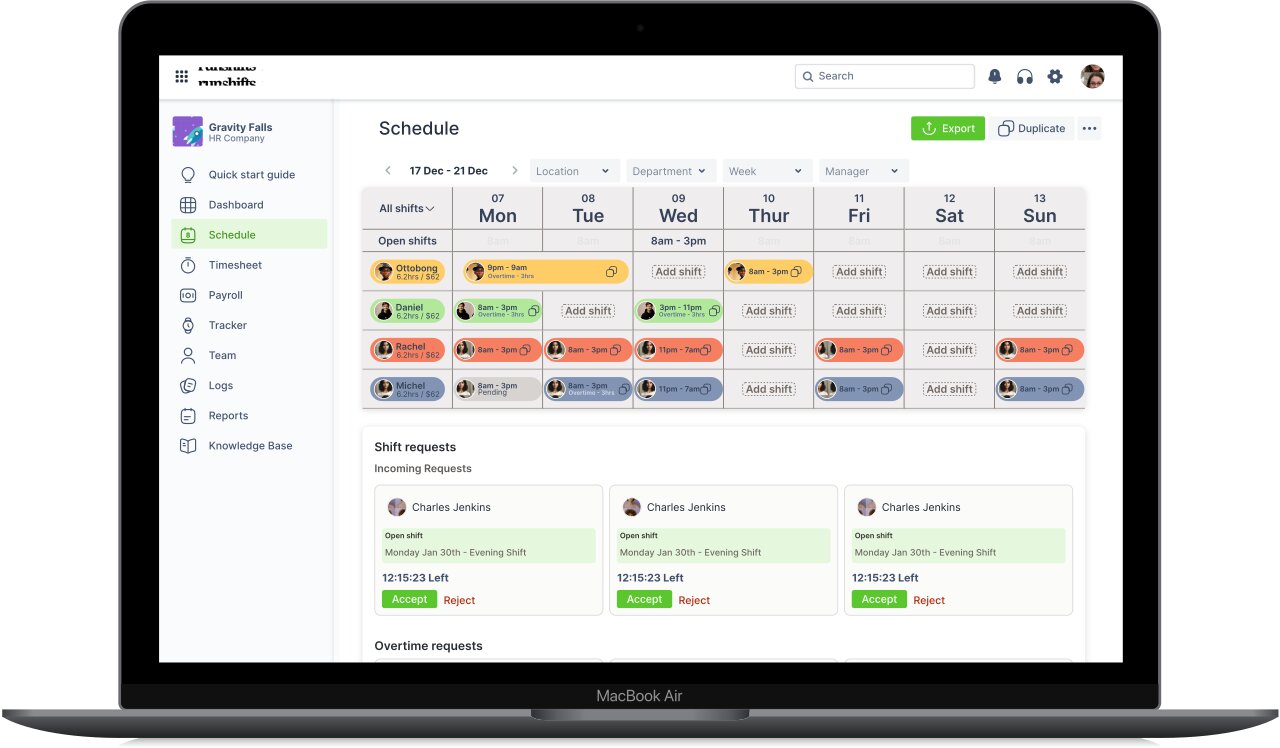 runshifts
Search
Gravity Falls
HR Company
Quick start guide
Dashboard
8
Schedule
Timesheet
Payroll
Tracker
Team
Logs
Reports
Knowledge Base
Schedule
Export
Duplicate
17 Dec - 21 Dec
Location
Department
Week
Manager
All shifts
07 08 09 10 11 12 13
Mon Tue Wed Thur Fri Sat Sun
Open shifts 8am 8am 8am - 3pm 8am 8am 8am 8am
Ottobong
6.2hrs / $62
9pm - 9am
Overtime - 3hrs
Add shift
8am - 3pm
Add shift
Add shift
Add shift
Daniel
6.2hrs / $62
8am - 3pm
Overtime - 3hrs
Add shift
3pm - 11pm
Overtime - 3hrs
Add shift
Add shift
Add shift
Add shift
Rachel
6.2hrs / $62
8am - 3pm
8am - 3pm
11pm - 7am
Add shift
8am - 3pm
Add shift
8am - 3pm
Michel
6.2hrs / $62
8am - 3pm
Pending
8am - 3pm
Overtime - 3hrs
11pm - 7am
Add shift
8am - 3pm
Add shift
8am - 3pm
Shift requests
Incoming Requests
Charles Jenkins
Open shift
Monday Jan 30th - Evening Shift
12:15:23 Left
Accept Reject
Charles Jenkins
Open shift
Monday Jan 30th - Evening Shift
12:15:23 Left
Accept Reject
Charles Jenkins
Open shift
Monday Jan 30th - Evening Shift
12:15:23 Left
Accept Reject
Overtime requests
MacBook Air